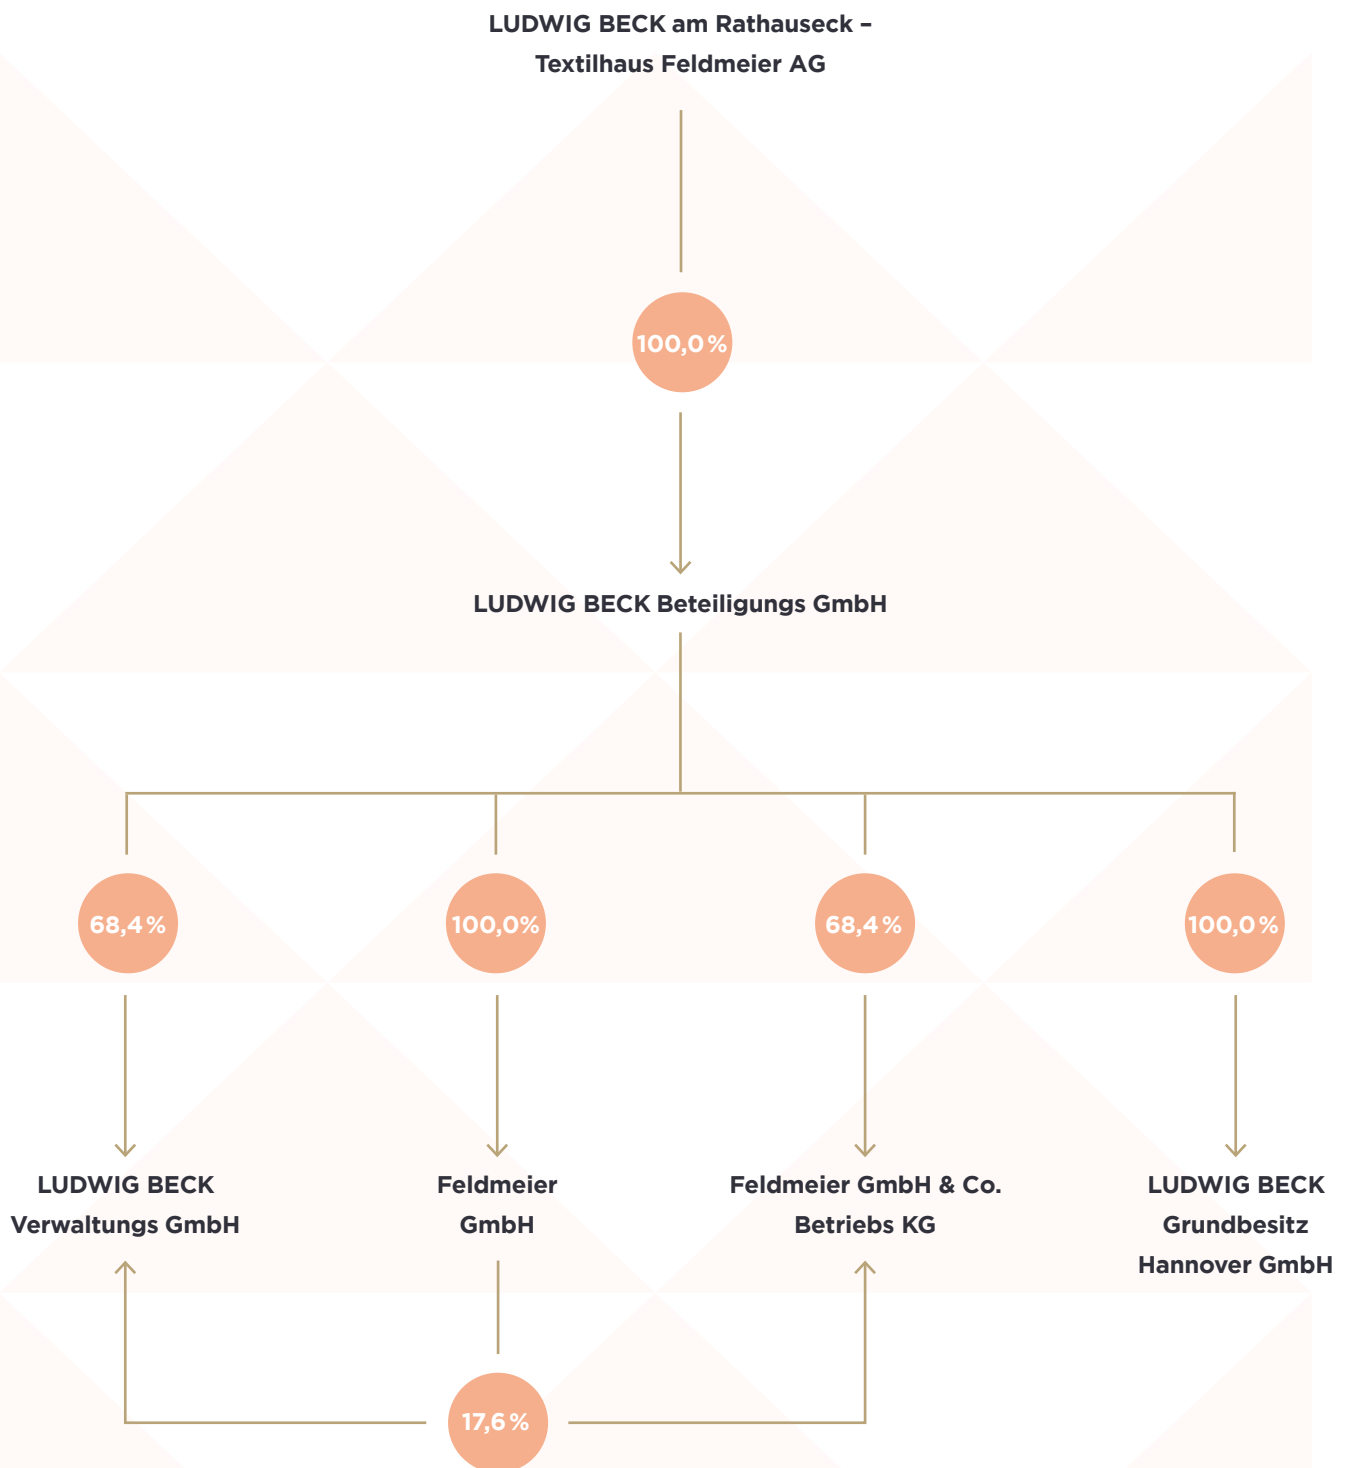 LUDWIG BECK am Rathauseck –
Textilhaus Feldmeier AG
100,0 %
LUDWIG BECK Beteiligungs GmbH
68,4 %
100,0%
68,4 %
100,0 %
LUDWIG BECK
Verwaltungs GmbH
Feldmeier
GmbH
Feldmeier GmbH & Co.
Betriebs KG
LUDWIG BECK
Grundbesitz
Hannover GmbH
17,6 %